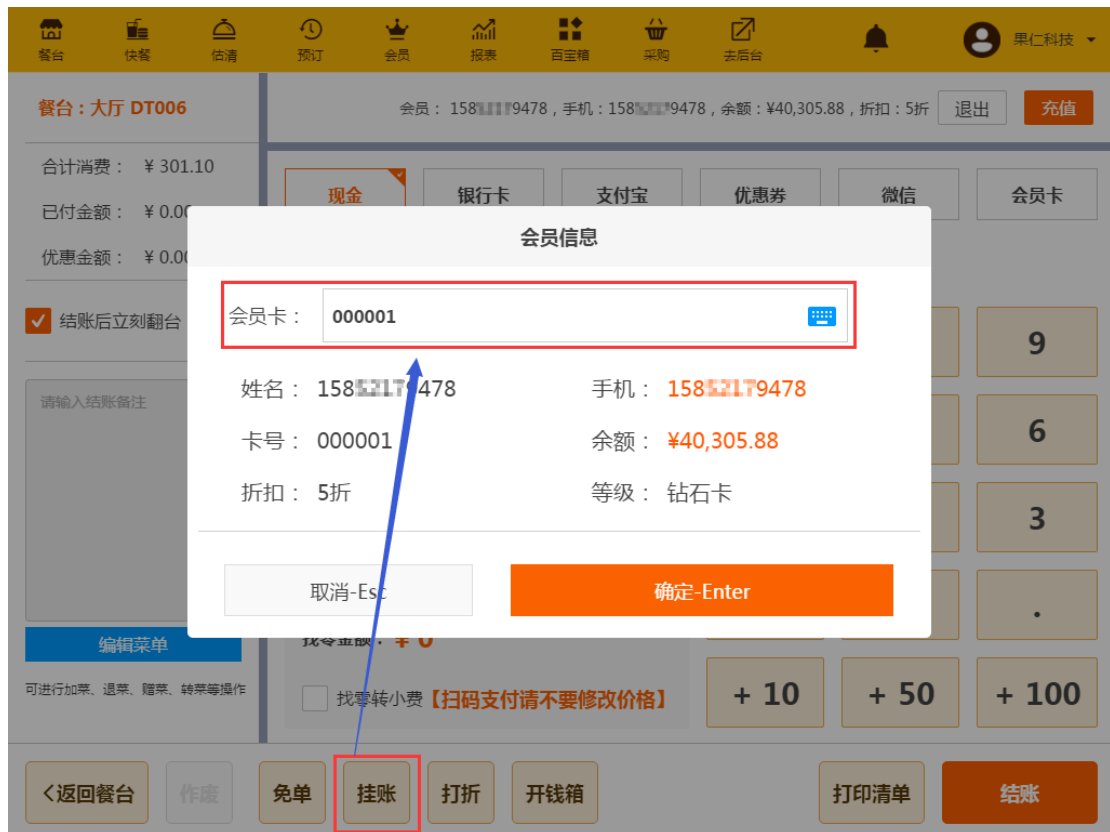 餐台 快餐 估清 预订 会员 报表 百宝箱 采购 去后台 果仁科技
餐台：大厅 DT006
会员： 158 9478，手机：158 9478，余额：¥40,305.88，折扣：5折 退出 充值
合计消费： ¥ 301.10
已付金额： ¥ 0.00
优惠金额： ¥ 0.00
现金 银行卡 支付宝 优惠券 微信 会员卡
会员信息
会员卡： 000001
结账后立刻翻台
请输入结账备注
姓名： 158 478
手机： 158 9478
卡号： 000001
余额： ¥40,305.88
折扣： 5折
等级： 钻石卡
取消-Esc
确定-Enter
9
6
3
.
找零金额： ¥ 0
编辑菜单
可进行加菜、退菜、赠菜、转菜等操作
找零转小费【扫码支付请不要修改价格】
+ 10 + 50 + 100
<返回餐台 作废 免单 挂账 打折 开钱箱 打印清单 结账